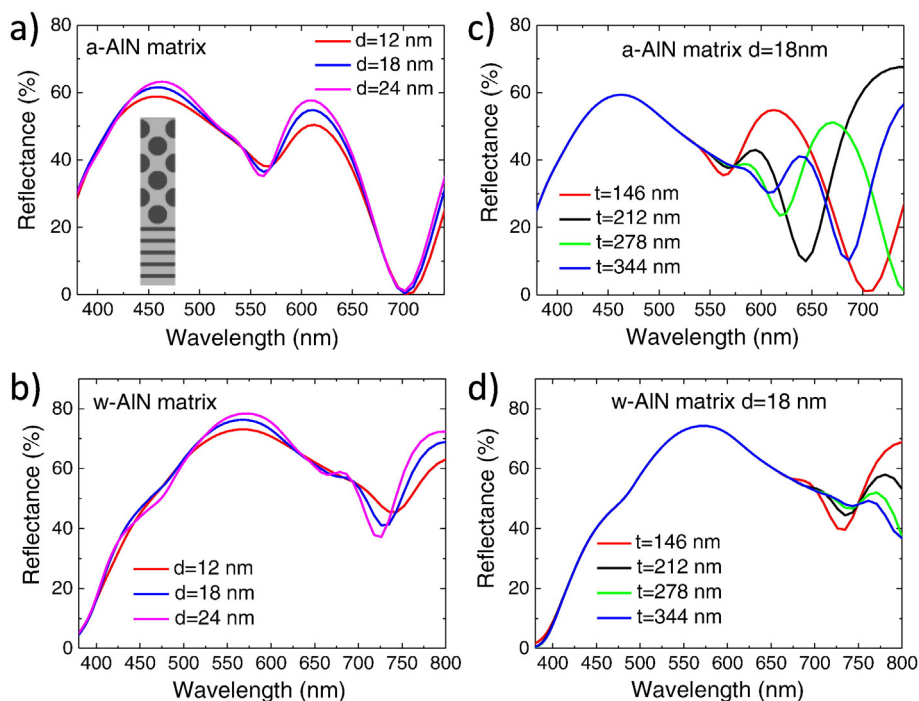 a)
a-AlN matrix
d=12 nm
d=18 nm
d=24 nm
Reflectance (%)
80
60
40
20
0
400 450 500 550 600 650 700
Wavelength (nm)
c)
a-AlN matrix d=18nm
t=146 nm
t=212 nm
t=278 nm
t=344 nm
Reflectance (%)
80
60
40
20
0
400 450 500 550 600 650 700
Wavelength (nm)
b)
w-AlN matrix
d=12 nm
d=18 nm
d=24 nm
Reflectance (%)
80
60
40
20
0
400 450 500 550 600 650 700 750 800
Wavelength (nm)
d)
w-AlN matrix d=18 nm
t=146 nm
t=212 nm
t=278 nm
t=344 nm
Reflectance (%)
80
60
40
20
0
400 450 500 550 600 650 700 750 800
Wavelength (nm)